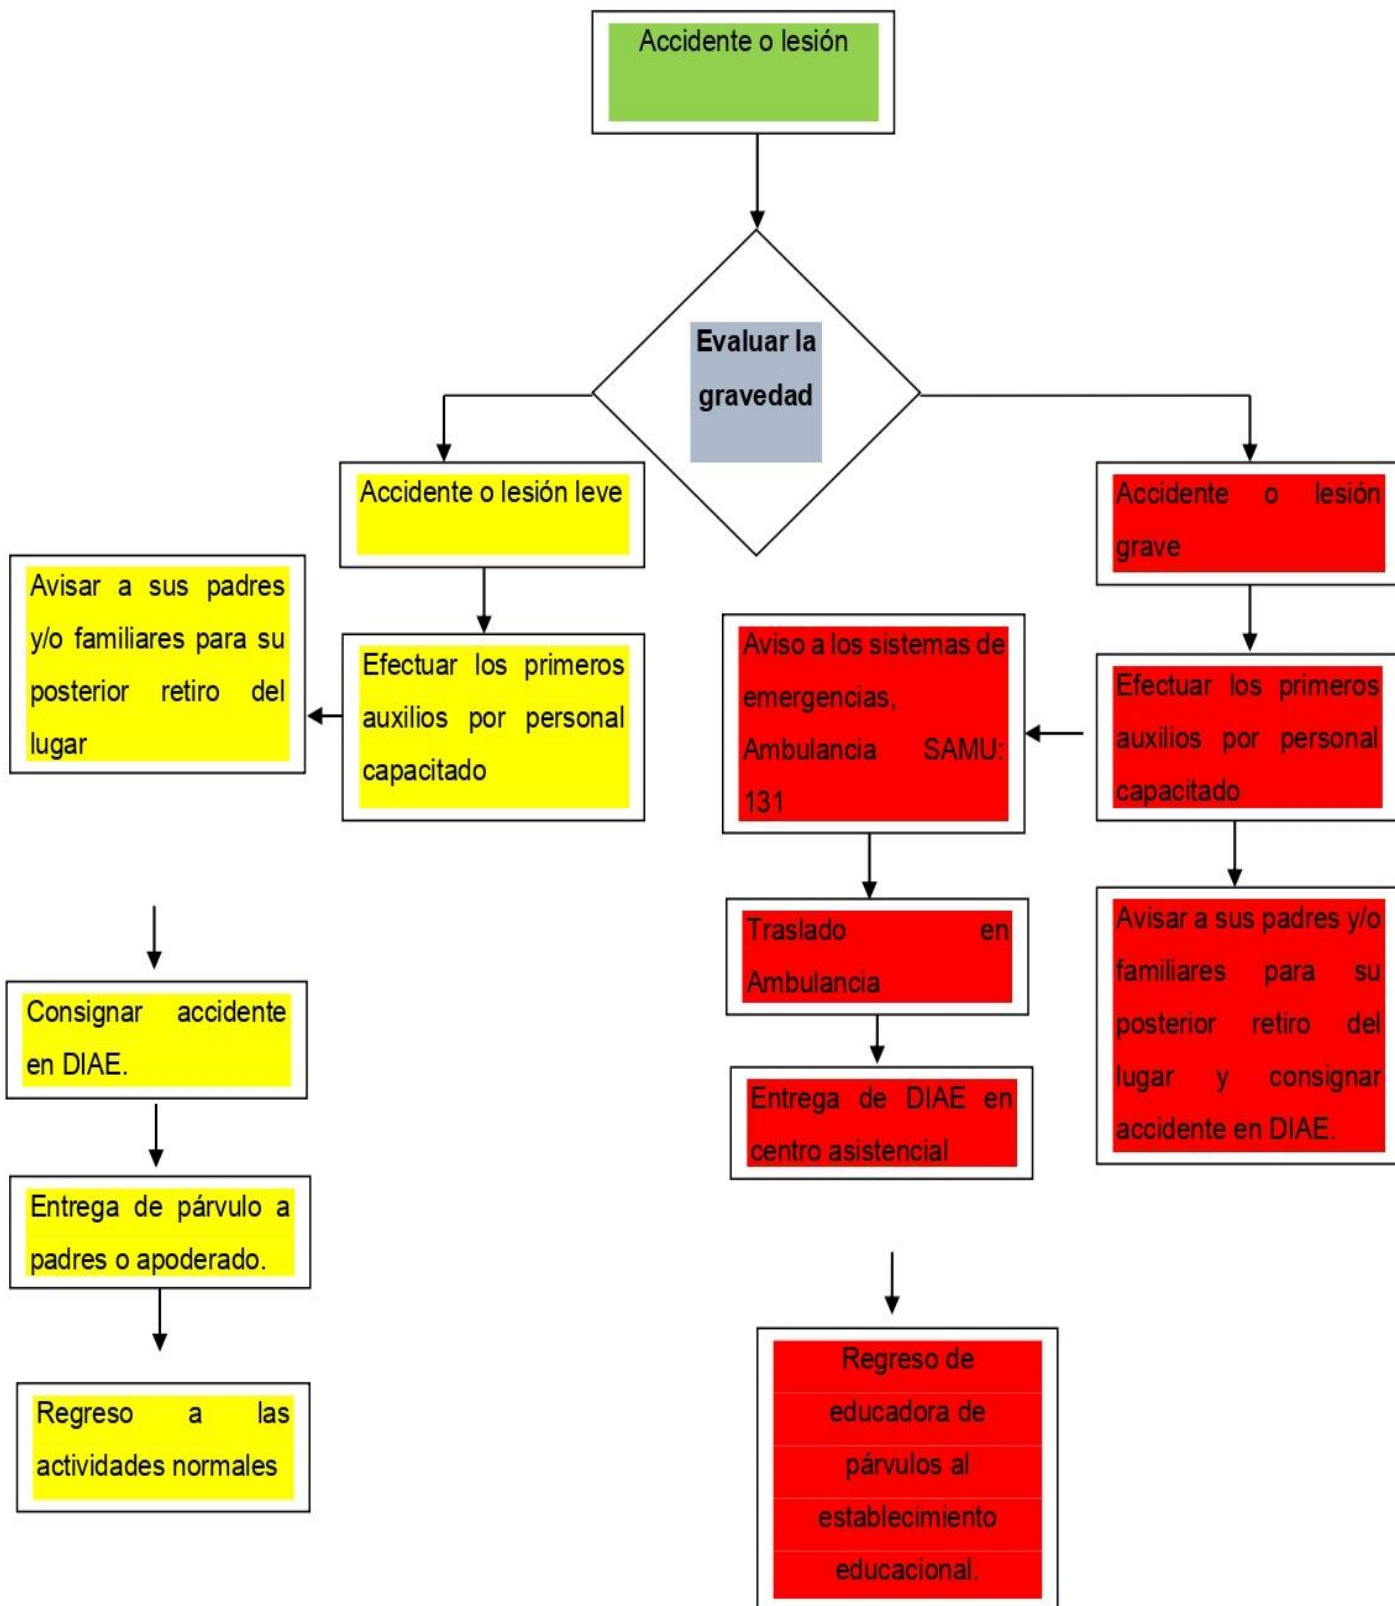 Accidente o lesión
Evaluar la
gravedad
Accidente o lesión leve
Efectuar los primeros
auxilios por personal
capacitado
Avisar a sus padres
y/o familiares para su
posterior retiro del
lugar
Consignar accidente
en DIAE.
Entrega de párvulo a
padres o apoderado.
Regreso a las
actividades normales
Accidente o lesión
grave
Efectuar los primeros
auxilios por personal
capacitado
Aviso a los sistemas de
emergencias,
Ambulancia SAMU:
131
Traslado en
Ambulancia
Entrega de DIAE en
centro asistencial
Regreso de
educadora de
párvulos al
establecimiento
educacional.
Avisar a sus padres y/o
familiares para su
posterior retiro del
lugar y consignar
accidente en DIAE.